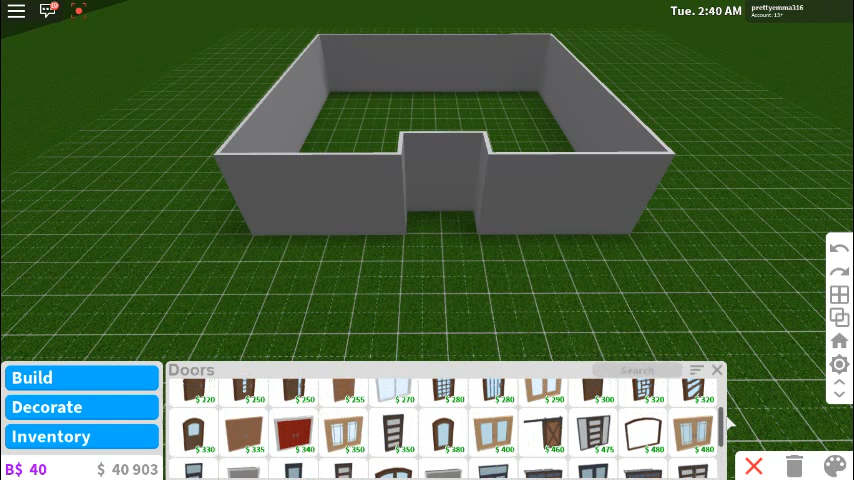 Tue. 2:40 AM
prettyemma316
Account: 13+
Doors
Search
Build
Decorate
Inventory
B$ 40
$ 40 903
$ 220
$ 250
$ 250
$ 255
$ 270
$ 280
$ 280
$ 290
$ 300
$ 320
$ 320
$ 330
$ 335
$ 340
$ 350
$ 350
$ 380
$ 400
$ 460
$ 475
$ 480
$ 480